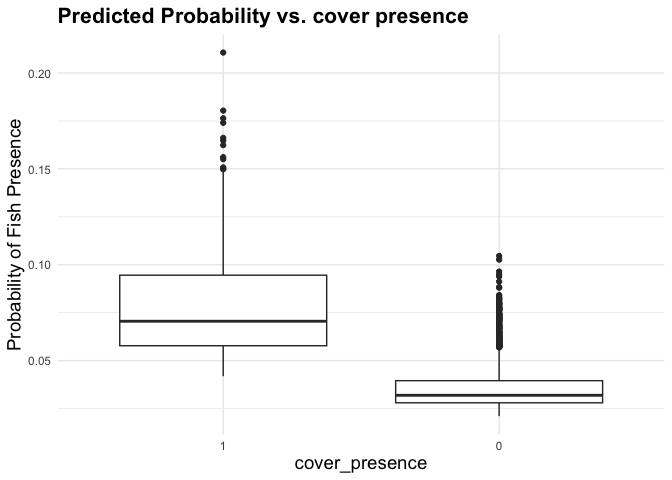 Predicted Probability vs. cover presence
Probability of Fish Presence
0.20
0.15
0.10
0.05
1
0
cover_presence